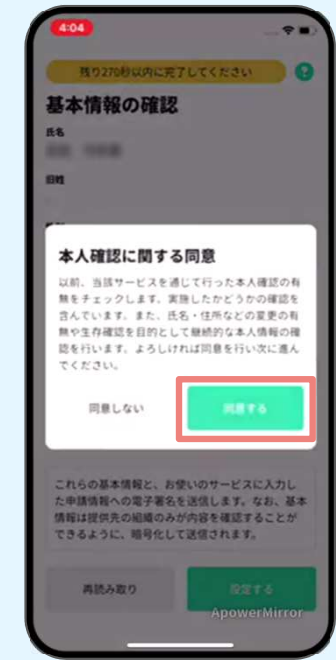 4:04
残り270秒以内に完了してください
?
基本情報の確認
氏名
旧姓
本人確認に関する同意
以前、当該サービスを通じて行った本人確認の有
無をチェックします。実施したかどうかの確認を
含んでいます。また、氏名・住所などの変更の有
無や生存確認を目的として継続的な本人情報の確
認を行います。よろしければ同意を行い次に進ん
でください。
同意しない
同意する
これらの基本情報と、お使いのサービスに入力し
た申請情報への電子署名を送信します。なお、基本
情報は提供先の組織のみが内容を確認することが
できるように、暗号化して送信されます。
再読み取り
設定する
ApowerMirror